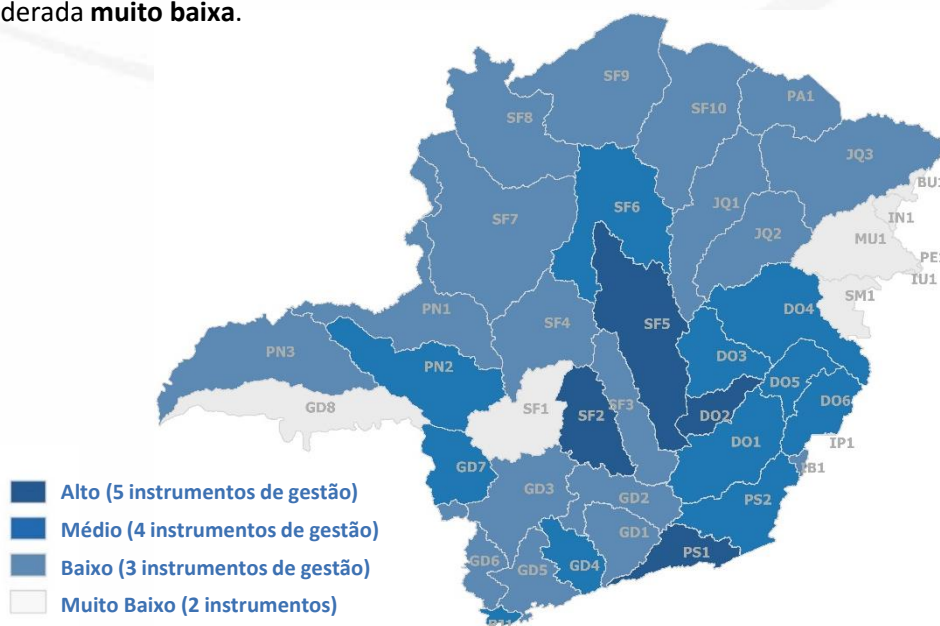 derada muito baixa.
SF9
PA1
SF10
SF8
JQ3
BU1
JQ1
SF6
IN1
SF7
JQ2
MU1
PE1
IU1
SM1
PN1
DO4
SF4
SF5
PN3
DO3
PN2
DO5
GD8
SF1
SF2
SF3
DO2
DO6
DO1
IP1
GD7
GD3
GD2
PS2
GD1
PS1
GD6
GD5
GD4
Alto (5 instrumentos de gestão)
Médio (4 instrumentos de gestão)
Baixo (3 instrumentos de gestão)
Muito Baixo (2 instrumentos)